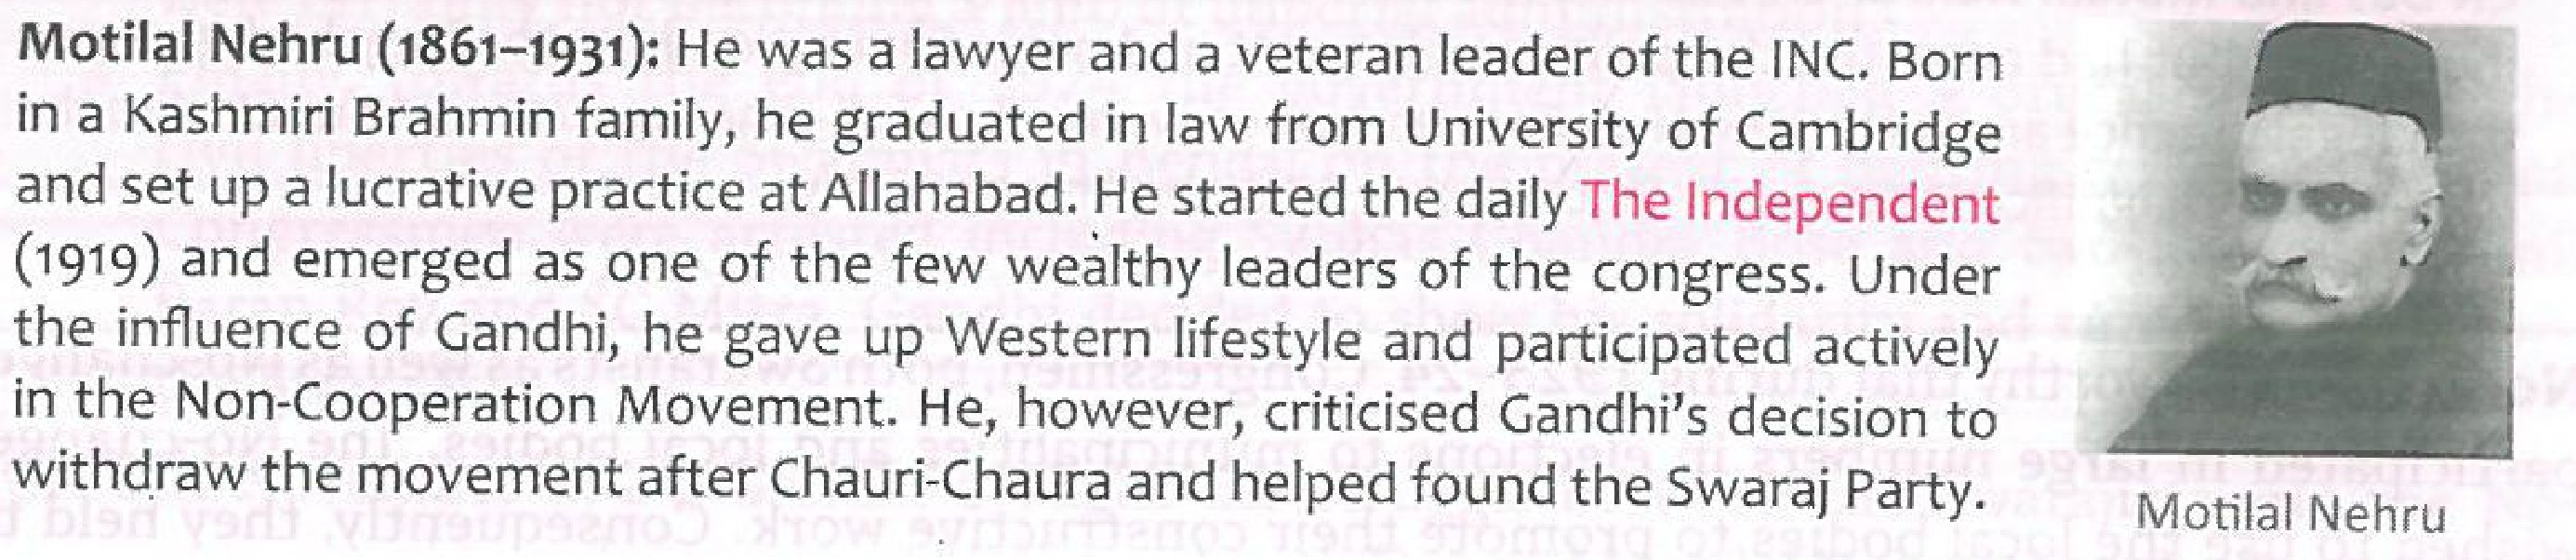 Motilal Nehru (1861–1931): He was a lawyer and a veteran leader of the INC. Born
in a Kashmiri Brahmin family, he graduated in law from University of Cambridge
and set up a lucrative practice at Allahabad. He started the daily The Independent
(1919) and emerged as one of the few wealthy leaders of the congress. Under
the influence of Gandhi, he gave up Western lifestyle and participated actively
in the Non-Cooperation Movement. He, however, criticised Gandhi's decision to
withdraw the movement after Chauri-Chaura and helped found the Swaraj Party.
Motilal Nehru